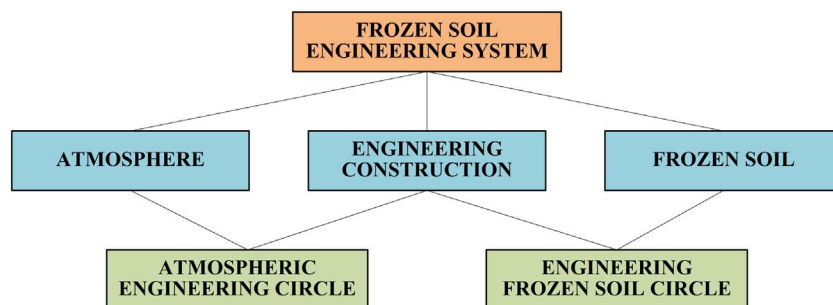 FROZEN SOIL
ENGINEERING SYSTEM
ATMOSPHERE
ENGINEERING
CONSTRUCTION
FROZEN SOIL
ATMOSPHERIC
ENGINEERING CIRCLE
ENGINEERING
FROZEN SOIL CIRCLE